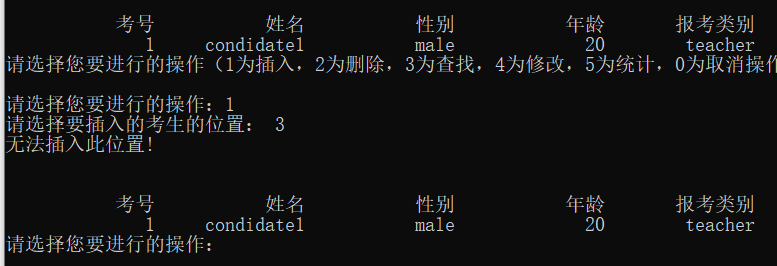 考号 姓名 性别 年龄 报考类别
1 condidate1 male 20 teacher
请选择您要进行的操作（1为插入，2为删除，3为查找，4为修改，5为统计，0为取消操作
请选择您要进行的操作：1
请选择要插入的考生的位置： 3
无法插入此位置!
考号 姓名 性别 年龄 报考类别
1 condidate1 male 20 teacher
请选择您要进行的操作：